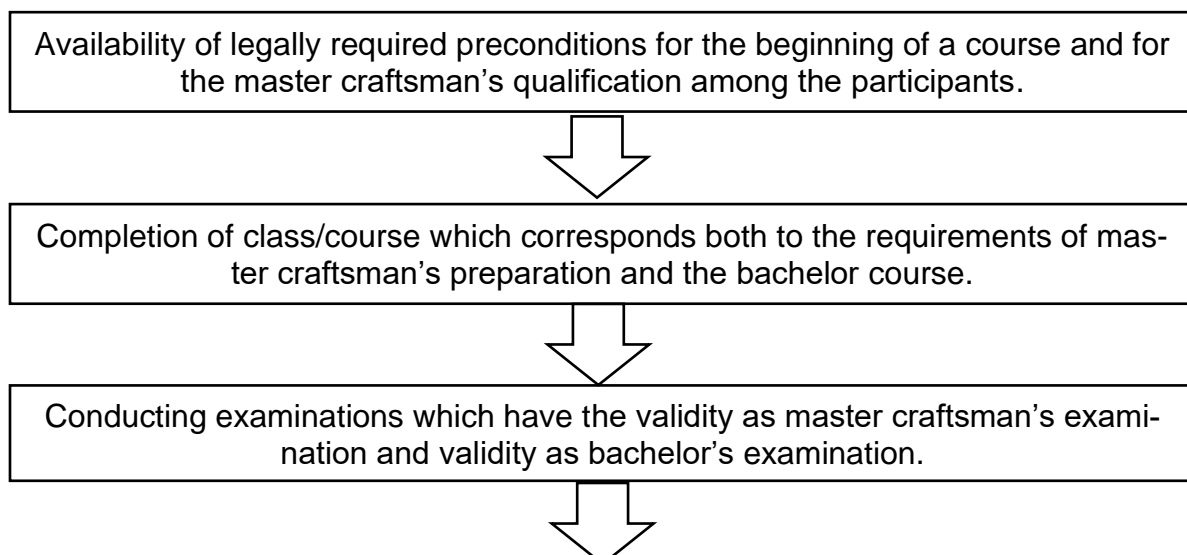 Availability of legally required preconditions for the beginning of a course and for
the master craftsman’s qualification among the participants.
Completion of class/course which corresponds both to the requirements of mas-
ter craftsman’s preparation and the bachelor course.
Conducting examinations which have the validity as master craftsman’s exami-
nation and validity as bachelor’s examination.